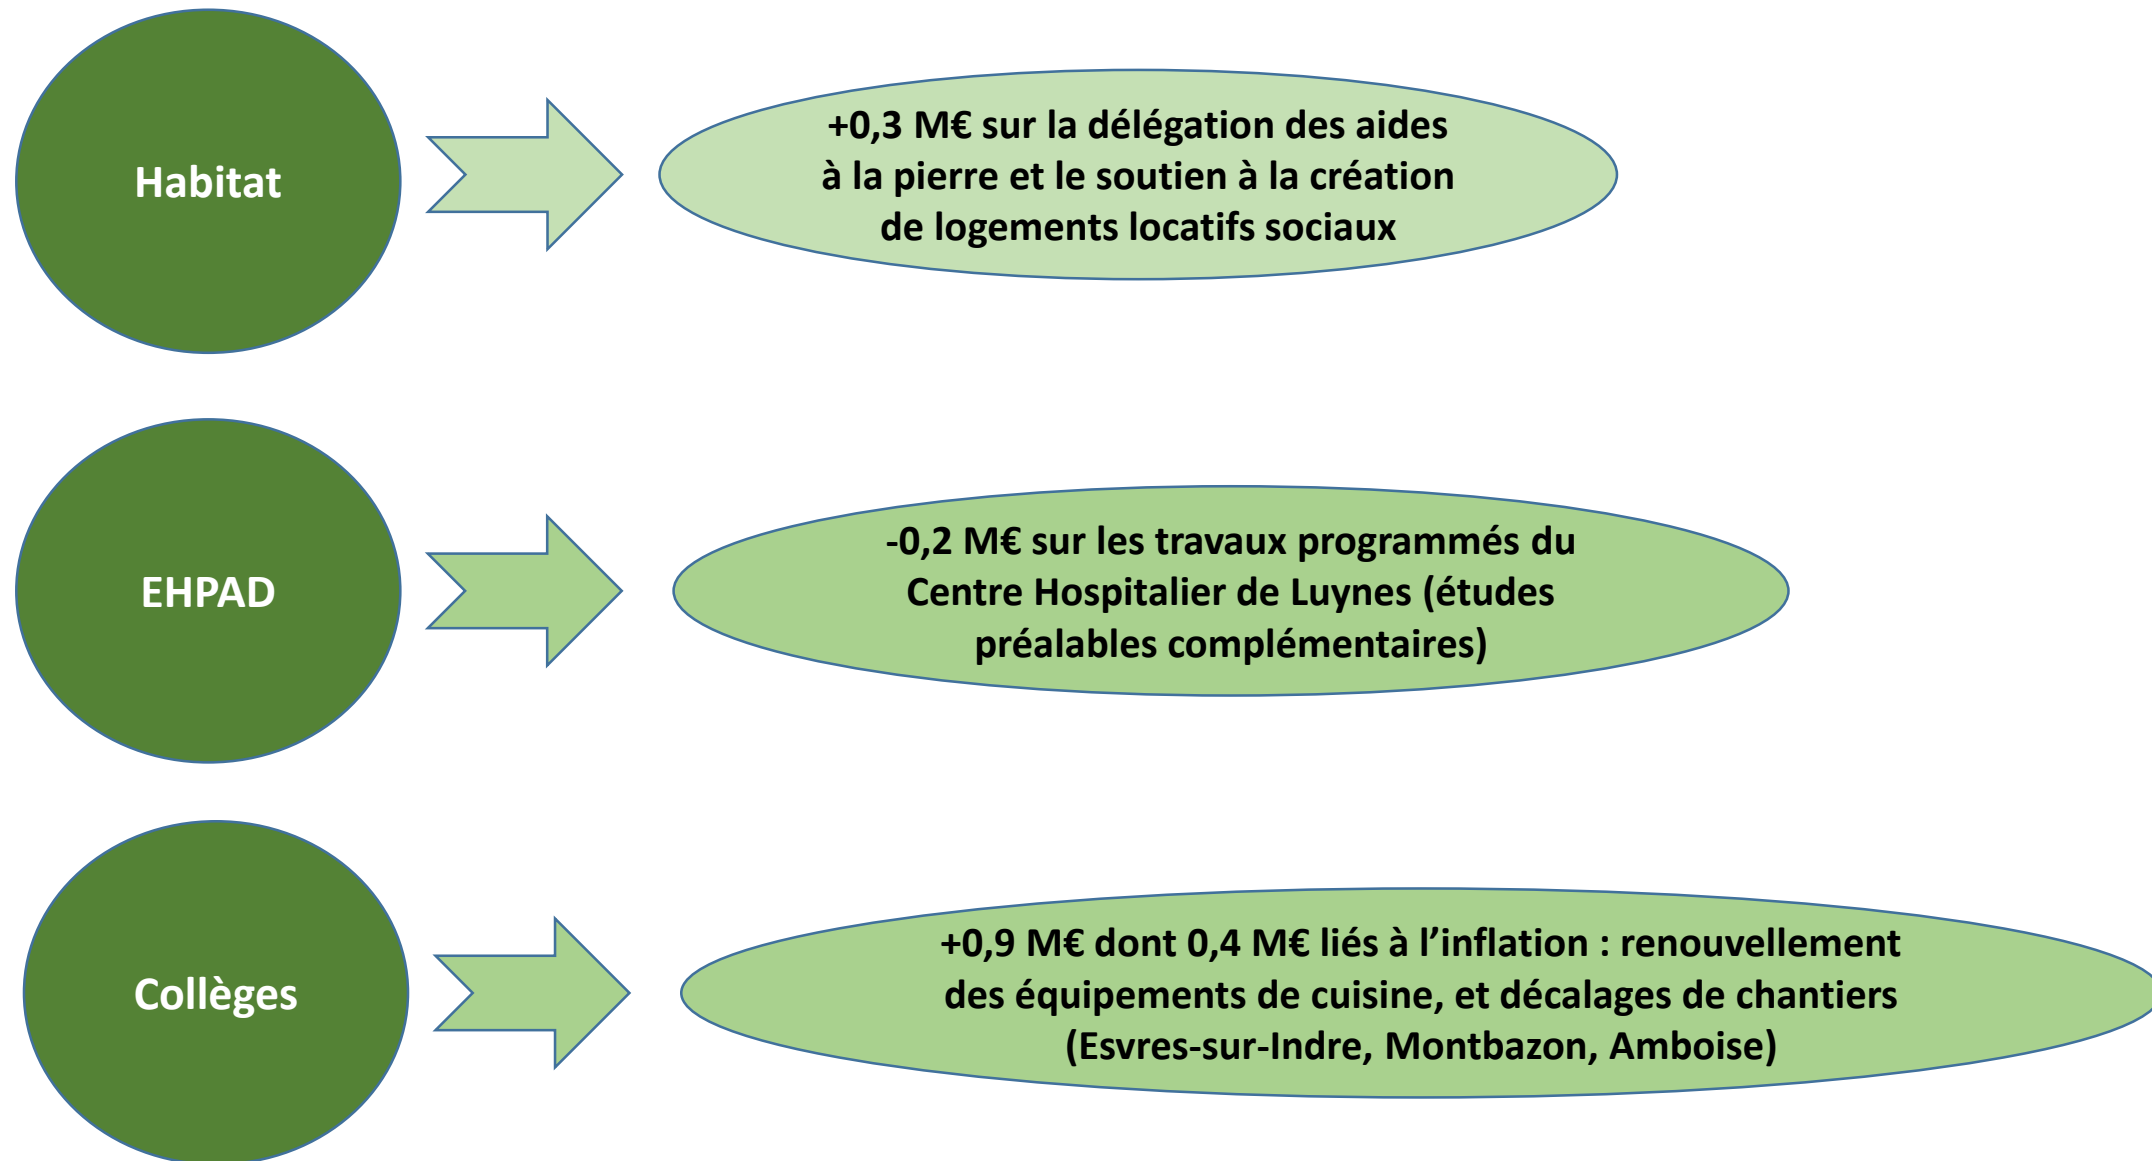 Habitat
+0,3 M€ sur la délégation des aides
à la pierre et le soutien à la création
de logements locatifs sociaux
EHPAD
-0,2 M€ sur les travaux programmés du
Centre Hospitalier de Luynes (études
préalables complémentaires)
Collèges
+0,9 M€ dont 0,4 M€ liés à l’inflation : renouvellement
des équipements de cuisine, et décalages de chantiers
(Esvres-sur-Indre, Montbazon, Amboise)